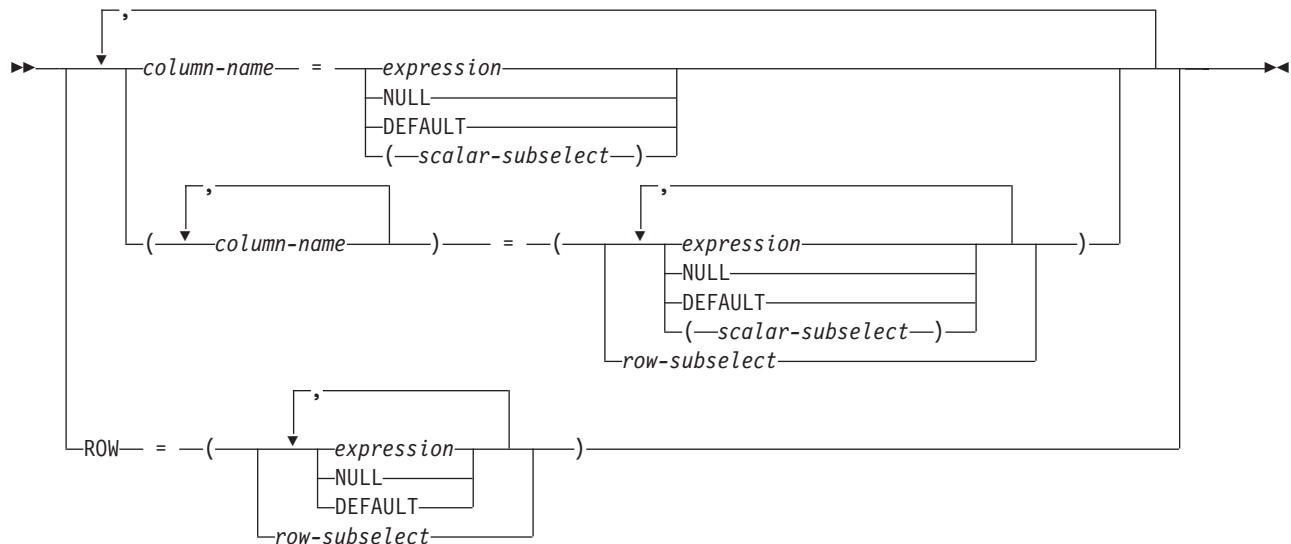 ,
column-name = expression
NULL
DEFAULT
( scalar-subselect )
, ,
( column-name ) = ( expression )
NULL
DEFAULT
( scalar-subselect )
row-subselect
,
ROW = ( expression )
NULL
DEFAULT
row-subselect